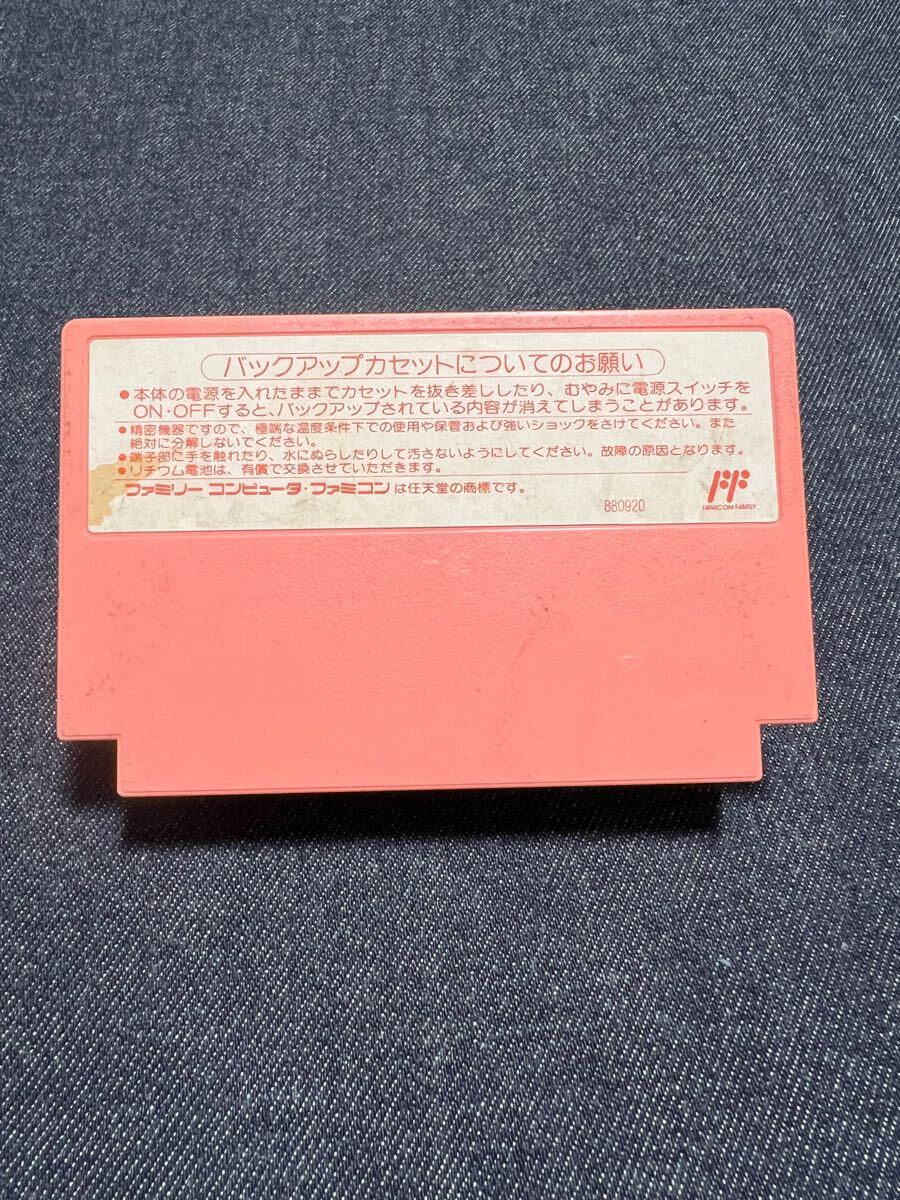 バックアップカセットについてのお願い
●本体の電源を入れたままでカセットを抜き差ししたり、むやみに電源スイッチを
ON・OFFすると、バックアップされている内容が消えてしまうことがあります。
●精密機器ですので、極端な温度条件下での使用や保管および強いショックをさけてください。また
絶対に分解しないでください。
●端子部に手を触れたり、水にぬらしたりして汚さないようにしてください。故障の原因となります。
●リチウム電池は、有償で交換させていただきます。
ファミリー コンピュータ・ファミコンは任天堂の商標です。
880920
FAMICOM FAMILY